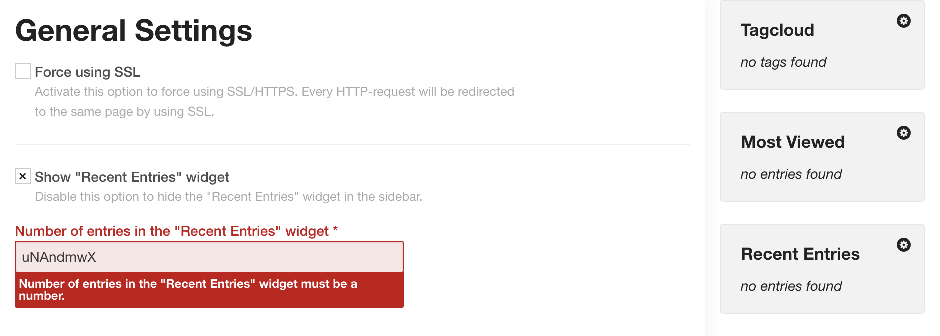 General Settings
Force using SSL
Activate this option to force using SSL/HTTPS. Every HTTP-request will be redirected
to the same page by using SSL.
Show "Recent Entries" widget
Disable this option to hide the "Recent Entries" widget in the sidebar.
Number of entries in the "Recent Entries" widget *
uNAndmwX
Number of entries in the "Recent Entries" widget must be a
number.
Tagcloud
no tags found
Most Viewed
no entries found
Recent Entries
no entries found